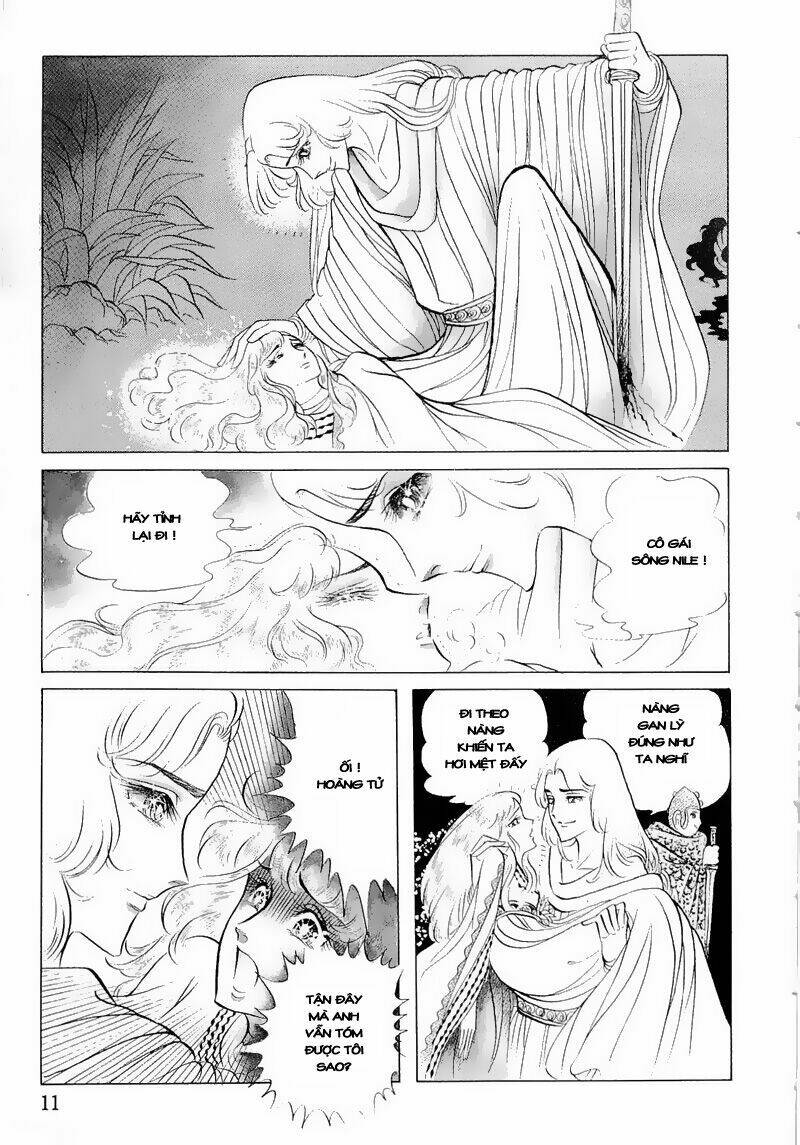 HÃY TỈNH
LẠI ĐI !
CÔ GÁI
SÔNG NILE !
ỐI !
HOÀNG TỬ
TẬN ĐÂY
MÀ ANH
VẪN TÓM
ĐƯỢC TÔI
SAO?
ĐI THEO
NÀNG
KHIẾN TA
HƠI MỆT ĐẤY
NÀNG
GAN LỲ
ĐÚNG NHƯ
TA NGHĨ
11